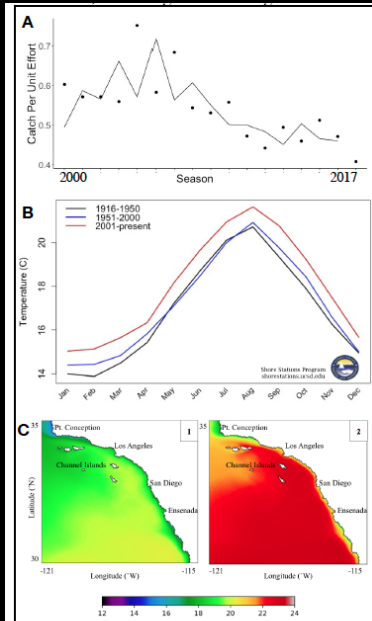 A
0.7
0.6
0.5
0.4
Catch Per Unit Effort
2000
Season
2017
B
1916-1950
1951-2000
2001-present
Temperature (C)
20
18
16
14
Shore Stations Program
shorestations.ucsd.edu
Jan
Feb
Mar
Apr
May
Jun
Jul
Aug
Sep
Oct
Nov
Dec
C
35
Pt. Conception
1
Los Angeles
Channel Islands
San Diego
Ensenada
Latitude (°N)
30
-121
-115
Longitude (°W)
35
Pt. Conception
2
Los Angeles
Channel Islands
San Diego
Ensenada
30
-121
-115
Longitude (°W)
12
14
16
18
20
22
24